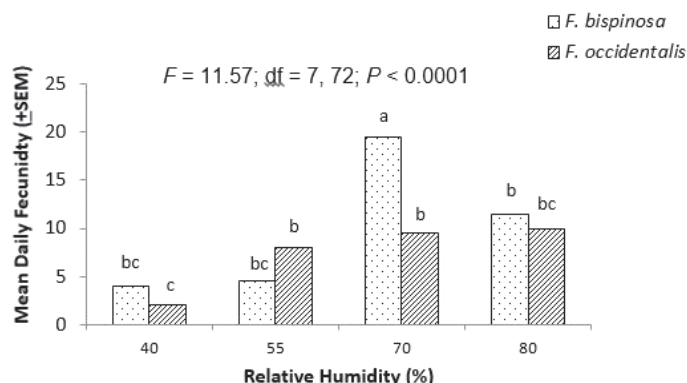 F. bispinosa
F. occidentalis
F = 11.57; df = 7, 72; P < 0.0001
Mean Daily Fecunidty (±SEM)
25
20
15
10
5
0
bc
c
bc
b
a
b
b
bc
40
55
70
80
Relative Humidity (%)